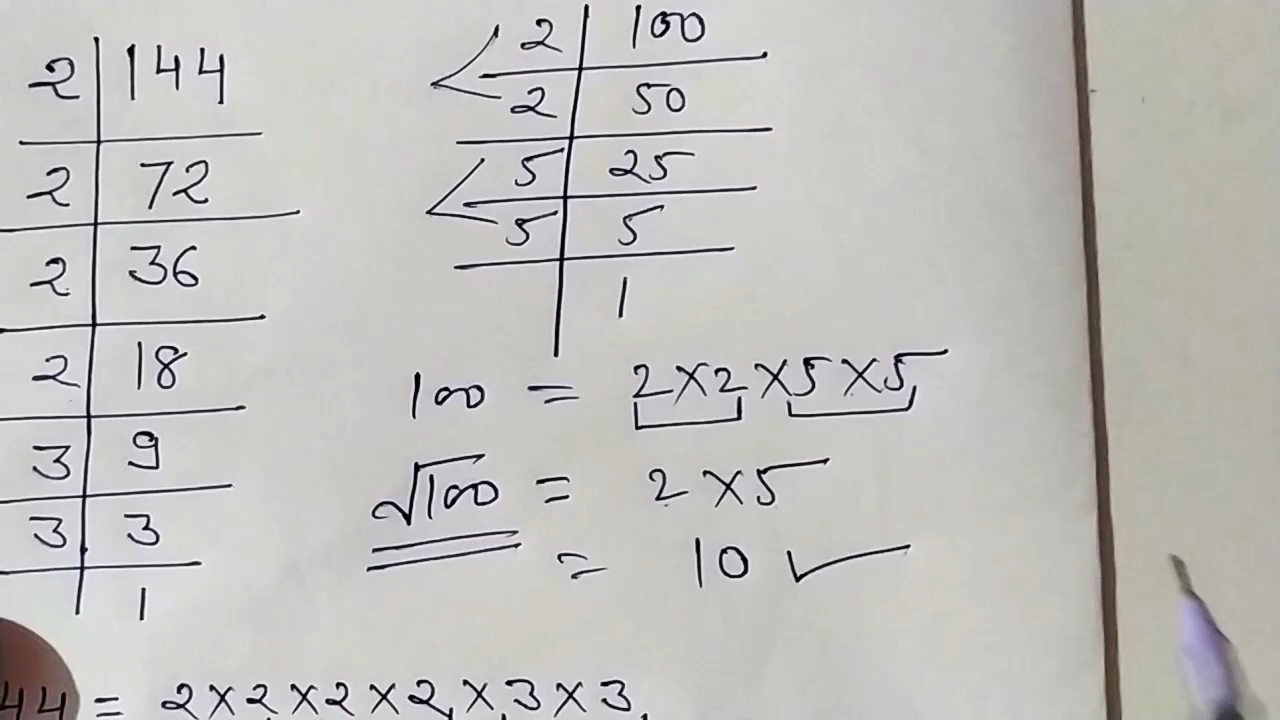 2 | 144
2 | 72
2 | 36
2 | 18
3 | 9
3 | 3
1
2 | 100
2 | 50
5 | 25
5 | 5
1
100 = 2×2×5×5
√100 = 2×5
= 10 ✓
44 = 2×2×2×2×3×3